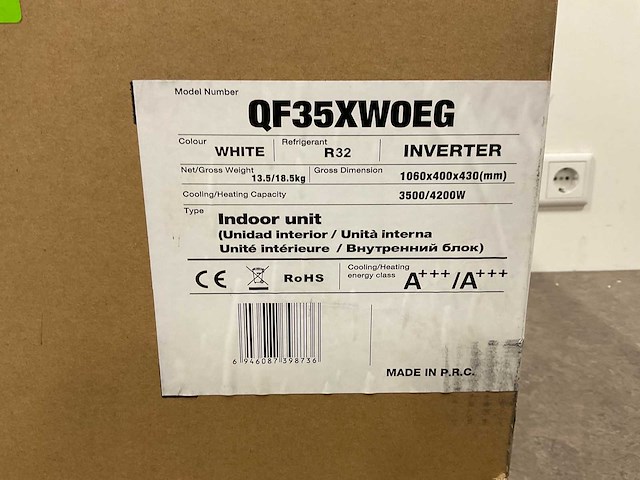 Model Number
QF35XW0EG
Colour WHITE Refrigerant R32 INVERTER
Net/Gross Weight 13.5/18.5kg Gross Dimension 1060x400x430(mm)
Cooling/Heating Capacity 3500/4200W
Type Indoor unit
(Unidad interior / Unità interna
Unité intérieure / Внутренний блок)
CE RoHS Cooling/Heating energy class A+++/A+++
6 946087 398736
MADE IN P.R.C.